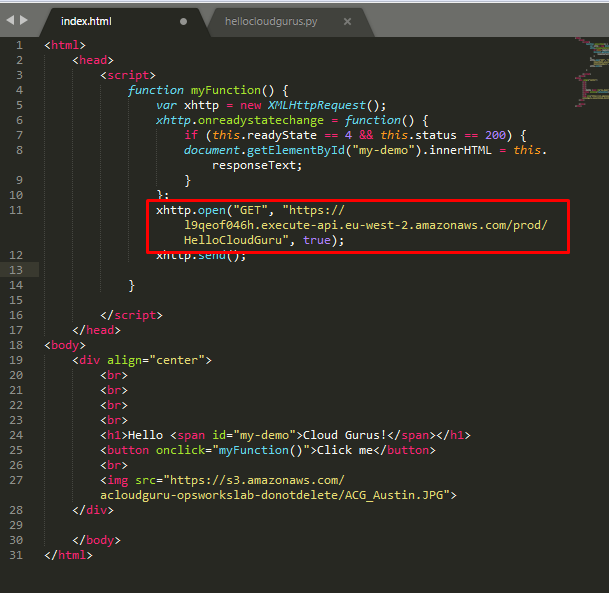 index.html
hellocloudgurus.py
1 <html>
2 <head>
3 <script>
4 function myFunction() {
5 var xhttp = new XMLHttpRequest();
6 xhttp.onreadystatechange = function() {
7 if (this.readyState == 4 && this.status == 200) {
8 document.getElementById("my-demo").innerHTML = this.
responseText;
9 }
10 };
11 xhttp.open("GET", "https://
l9qeof046h.execute-api.eu-west-2.amazonaws.com/prod/
HelloCloudGuru", true);
12 xhttp.send();
13
14 }
15
16 </script>
17 </head>
18 <body>
19 <div align="center">
20 <br>
21 <br>
22 <br>
23 <br>
24 <h1>Hello <span id="my-demo">Cloud Gurus!</span></h1>
25 <button onclick="myFunction()">Click me</button>
26 <br>
27 <img src="https://s3.amazonaws.com/
acloudguru-opsworkslab-donotdelete/ACG_Austin.JPG">
28 </div>
29
30 </body>
31 </html>